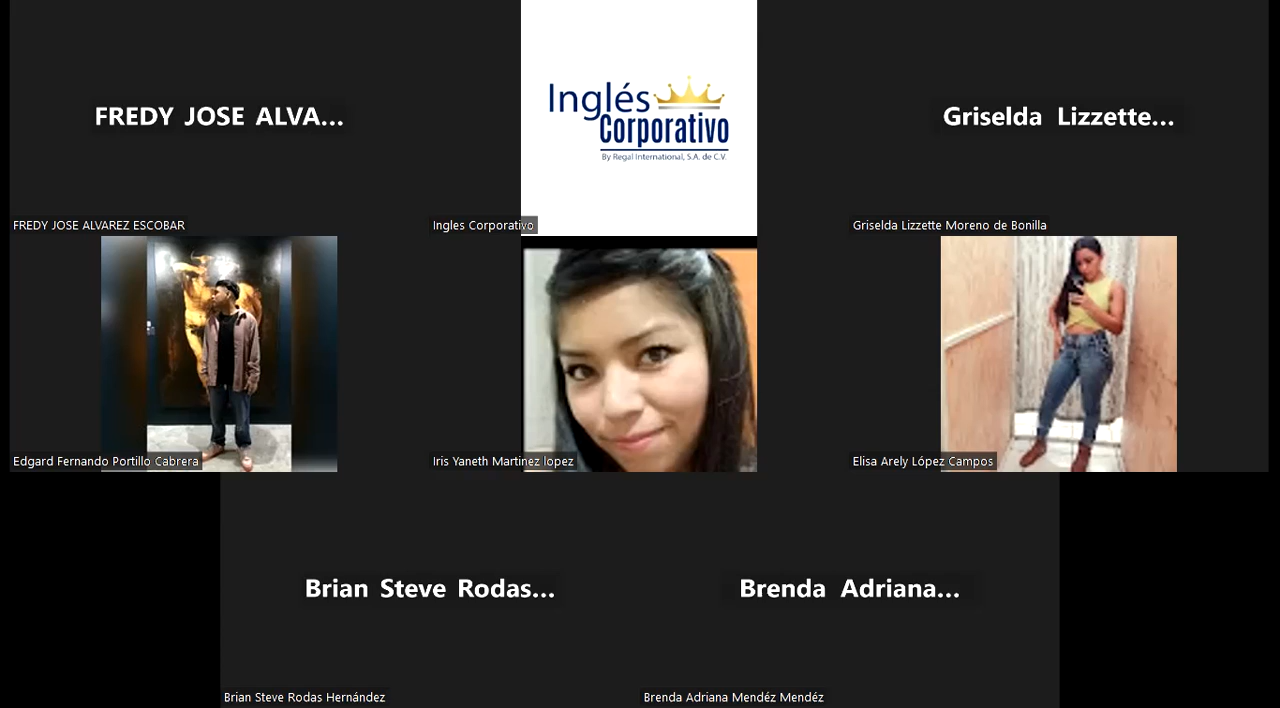 FREDY JOSE ALVA...
FREDY JOSE ALVAREZ ESCOBAR
Inglés
Corporativo
By Regal International, S.A. de C.V.
Ingles Corporativo
Griselda Lizzette...
Griselda Lizzette Moreno de Bonilla
Edgard Fernando Portillo Cabrera
Iris Yaneth Martinez lopez
Elisa Arely López Campos
Brian Steve Rodas...
Brian Steve Rodas Hernández
Brenda Adriana...
Brenda Adriana Mendéz Mendéz